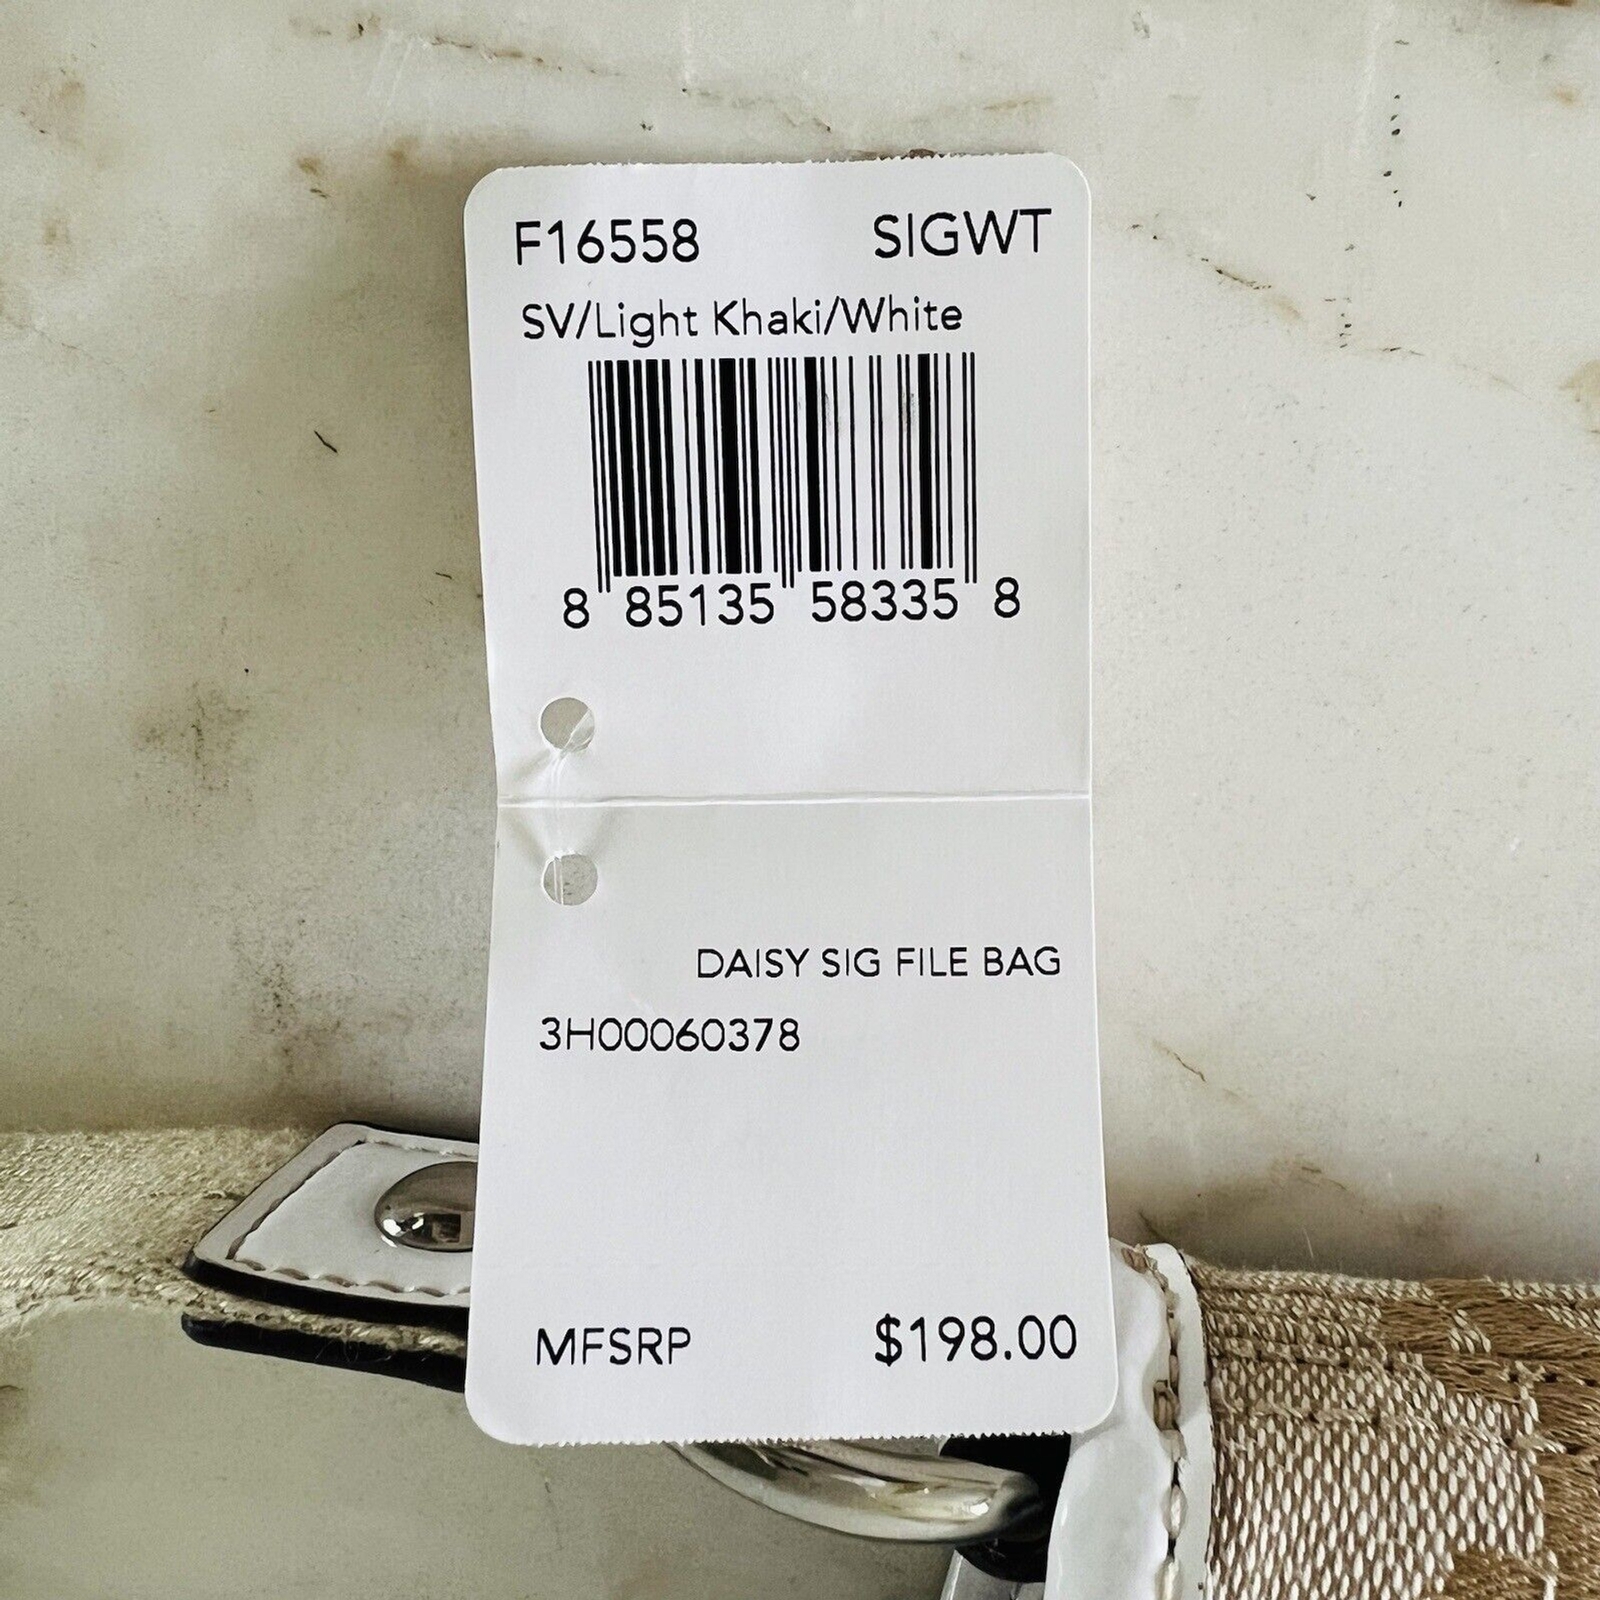 F16558 SIGWT
SV/Light Khaki/White
8 85135 58335 8
DAISY SIG FILE BAG
3H00060378
MFSRP $198.00